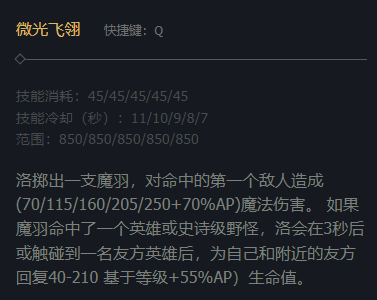 微光飞翎 快捷键：Q
技能消耗：45/45/45/45/45
技能冷却（秒）：11/10/9/8/7
范围：850/850/850/850/850
洛掷出一支魔羽，对命中的第一个敌人造成
(70/115/160/205/250+70%AP)魔法伤害。 如果
魔羽命中了一个英雄或史诗级野怪，洛会在3秒后
或触碰到一名友方英雄后，为自己和附近的友方
回复40-210 基于等级+55%AP）生命值。